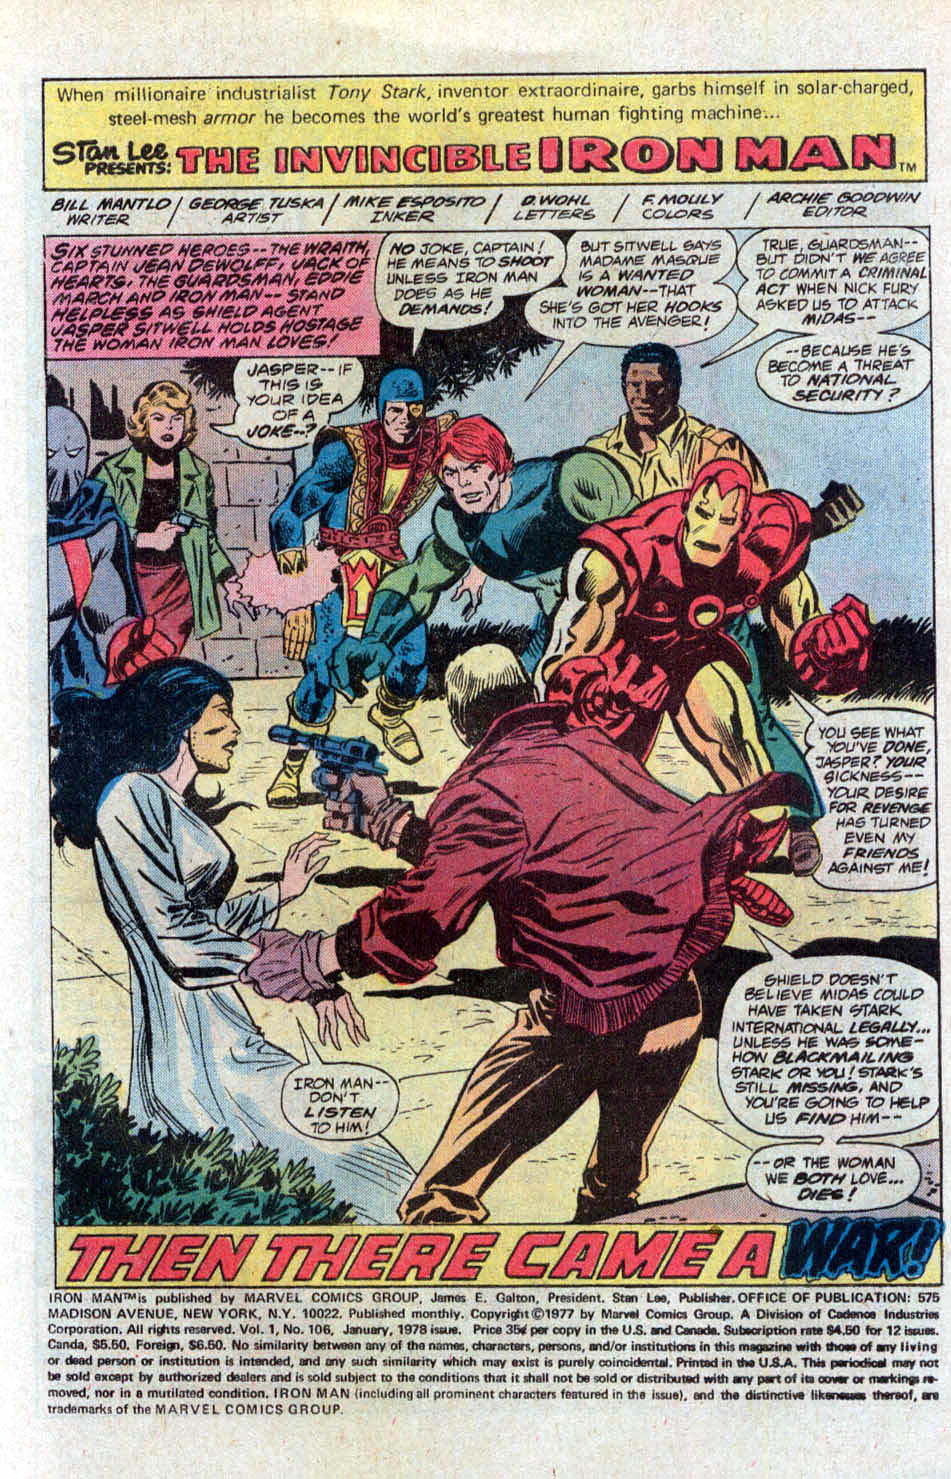 When millionaire industrialist Tony Stark, inventor extraordinaire, garbs himself in solar-charged,
steel-mesh armor he becomes the world's greatest human fighting machine...
STAN LEE
PRESENTS:
THE INVINCIBLE IRON MAN™
BILL MANTLO
WRITER
GEORGE TUSKA
ARTIST
MIKE ESPOSITO
INKER
D. WOHL
LETTERS
F. MOULY
COLORS
ARCHIE GOODWIN
EDITOR
SIX STUNNED HEROES-- THE WRAITH,
CAPTAIN JEAN DEWOLFF, JACK OF
HEARTS, THE GUARDSMAN, EDDIE
MARCH AND IRON MAN-- STAND
HELPLESS AS SHIELD AGENT
JASPER SITWELL HOLDS HOSTAGE
THE WOMAN IRON MAN LOVES!
JASPER-- IF
THIS IS
YOUR IDEA
OF A
JOKE--?
NO JOKE, CAPTAIN!
HE MEANS TO SHOOT
UNLESS IRON MAN
DOES AS HE
DEMANDS!
BUT SITWELL SAYS
MADAME MASQUE
IS A WANTED
WOMAN-- THAT
SHE'S GOT HER HOOKS
INTO THE AVENGER!
TRUE, GUARDSMAN--
BUT DIDN'T WE AGREE
TO COMMIT A CRIMINAL
ACT WHEN NICK FURY
ASKED US TO ATTACK
MIDAS--
--BECAUSE HE'S
BECOME A THREAT
TO NATIONAL
SECURITY?
YOU SEE WHAT
YOU'VE DONE,
JASPER? YOUR
SICKNESS--
YOUR DESIRE
FOR REVENGE
HAS TURNED
EVEN MY
FRIENDS
AGAINST ME!
SHIELD DOESN'T
BELIEVE MIDAS COULD
HAVE TAKEN STARK
INTERNATIONAL LEGALLY...
UNLESS HE WAS SOME-
HOW BLACKMAILING
STARK OR YOU! STARK'S
STILL MISSING, AND
YOU'RE GOING TO HELP
US FIND HIM--
IRON MAN--
DON'T
LISTEN
TO HIM!
--OR THE WOMAN
WE BOTH LOVE...
DIES!
THEN THERE CAME A WAR!
IRON MAN™ is published by MARVEL COMICS GROUP, James E. Galton, President. Stan Lee, Publisher. OFFICE OF PUBLICATION: 575
MADISON AVENUE, NEW YORK, N.Y. 10022. Published monthly. Copyright ©1977 by Marvel Comics Group. A Division of Cadence Industries
Corporation. All rights reserved. Vol. 1, No. 106, January, 1978 issue. Price 35¢ per copy in the U.S. and Canada. Subscription rate $4.50 for 12 issues.
Canda, $5.50. Foreign, $6.50. No similarity between any of the names, characters, persons, and/or institutions in this magazine with those of any living
or dead person or institution is intended, and any such similarity which may exist is purely coincidental. Printed in the U.S.A. This periodical may not
be sold except by authorized dealers and is sold subject to the conditions that it shall not be sold or distributed with any part of its cover or markings re-
moved, nor in a mutilated condition. IRON MAN (including all prominent characters featured in the issue), and the distinctive likenesses thereof, are
trademarks of the MARVEL COMICS GROUP.